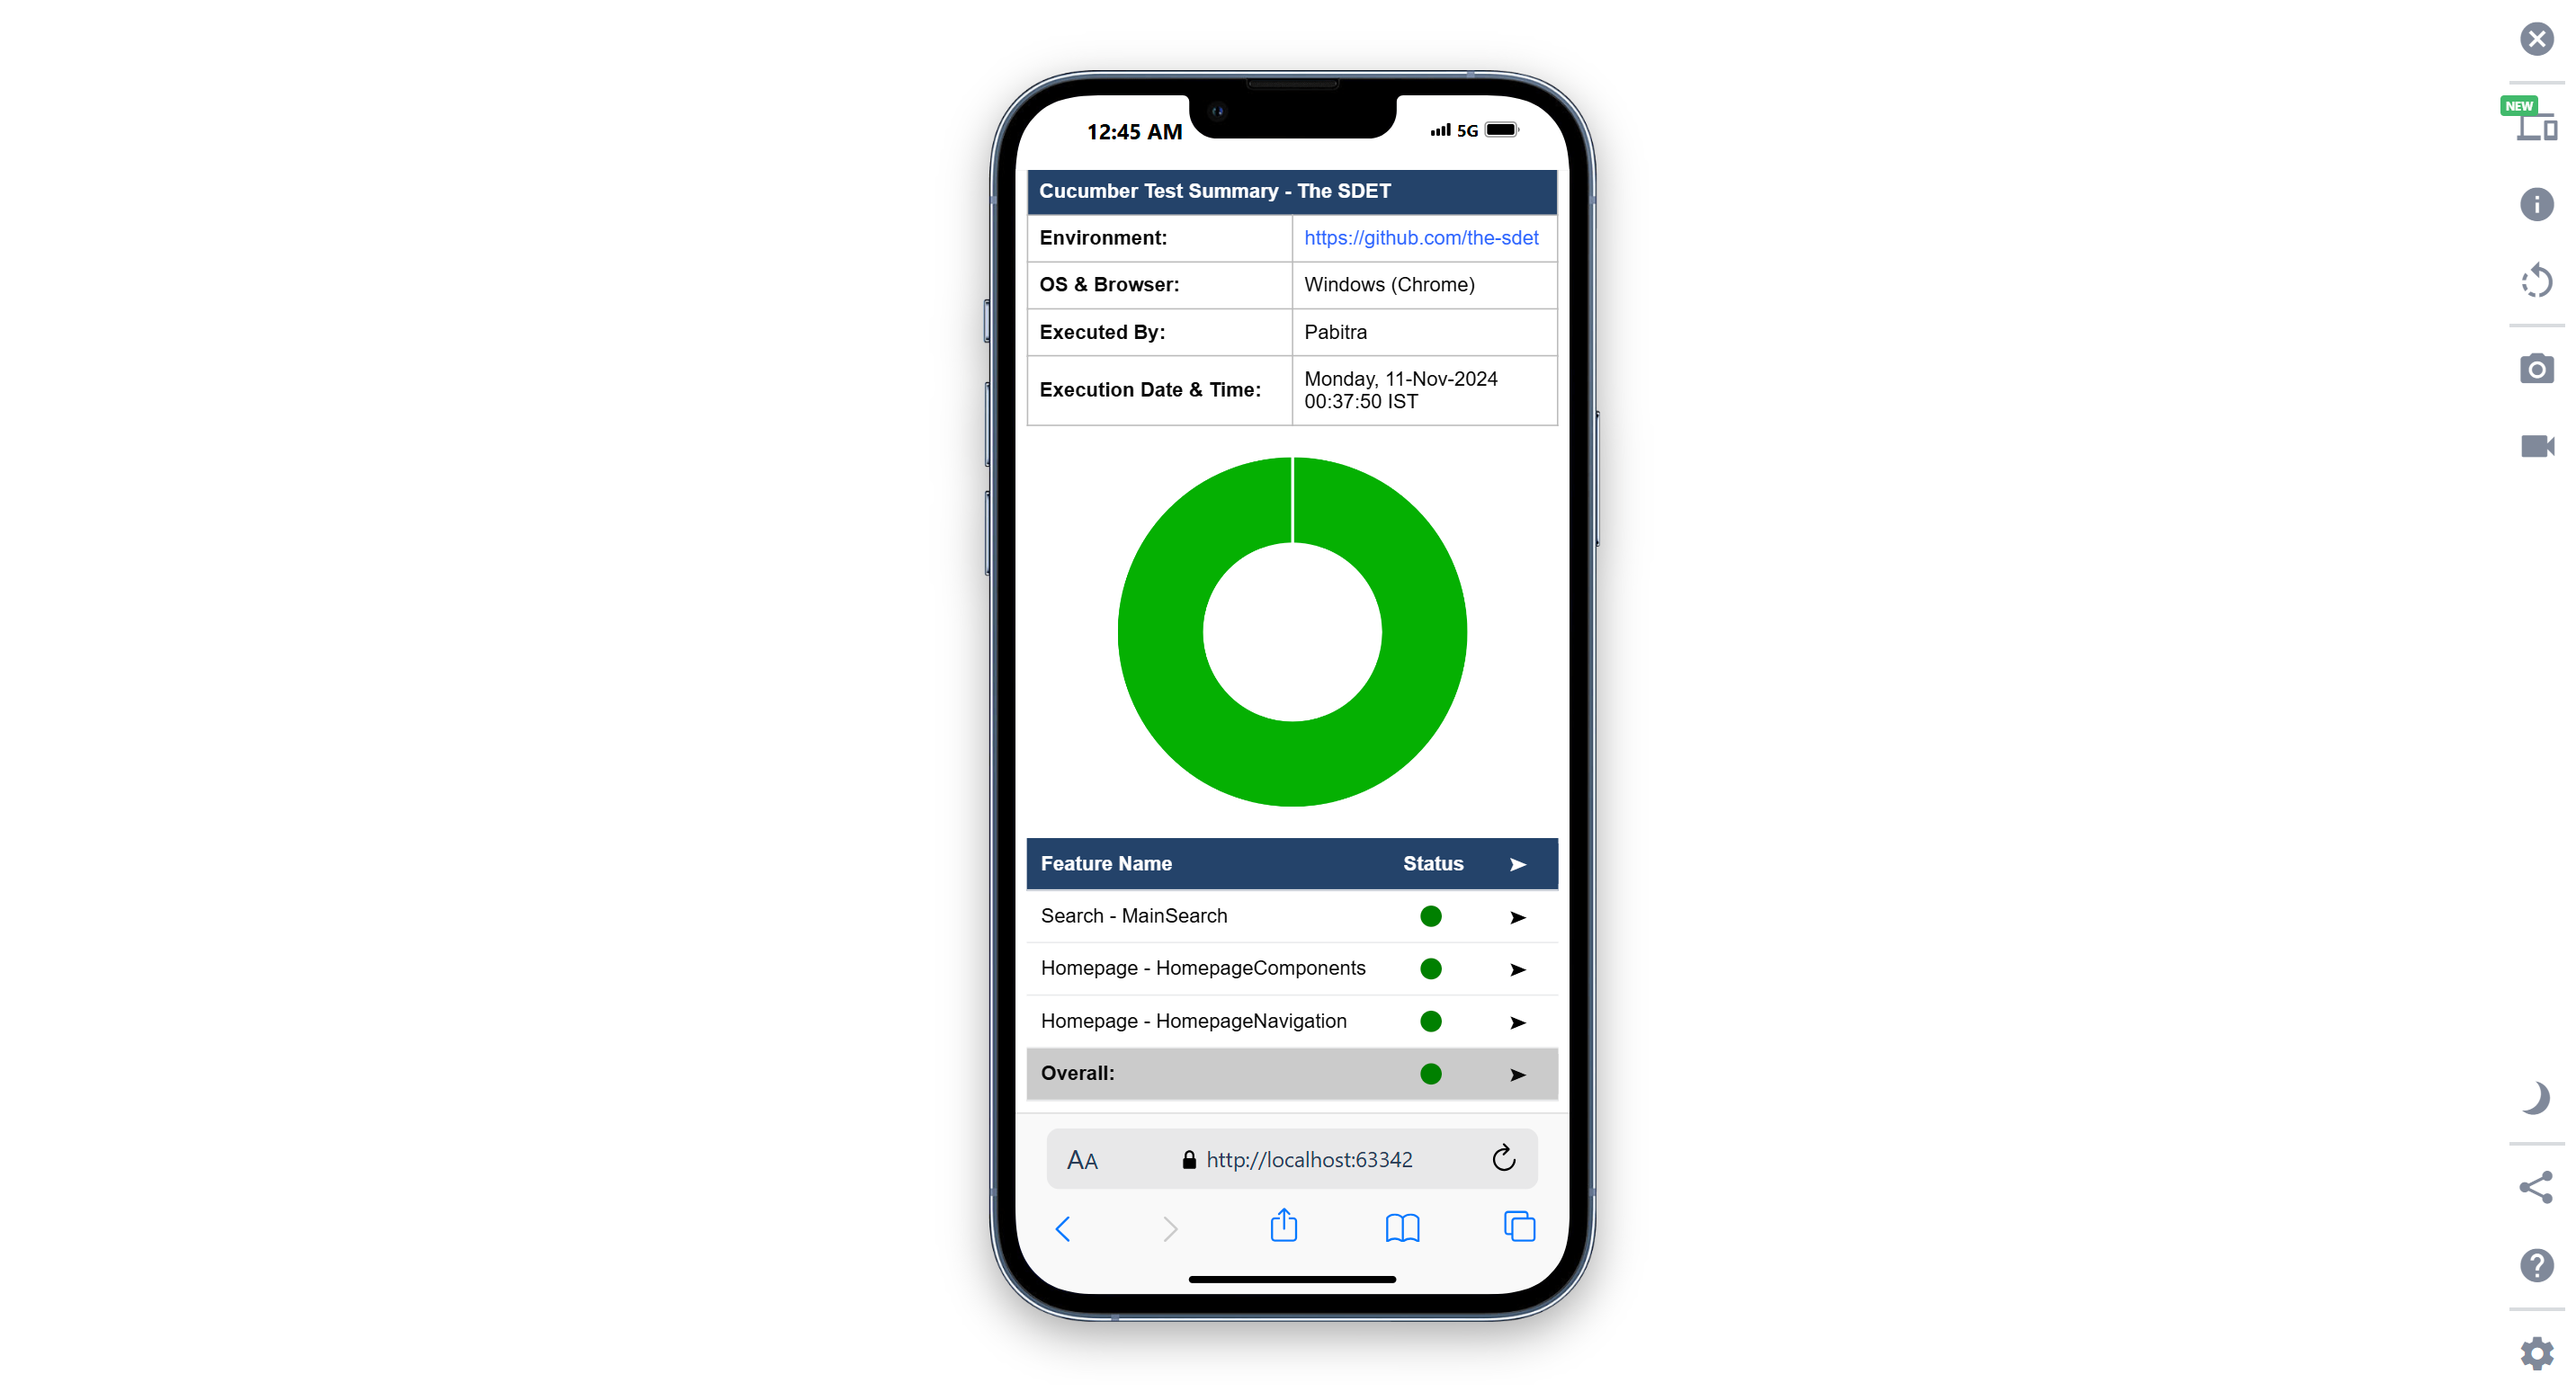 NEW
12:45 AM
5G
Cucumber Test Summary - The SDET
Environment: https://github.com/the-sdet
OS & Browser: Windows (Chrome)
Executed By: Pabitra
Execution Date & Time: Monday, 11-Nov-2024
00:37:50 IST
Feature Name Status ➤
Search - MainSearch ➤
Homepage - HomepageComponents ➤
Homepage - HomepageNavigation ➤
Overall: ➤
AA http://localhost:63342